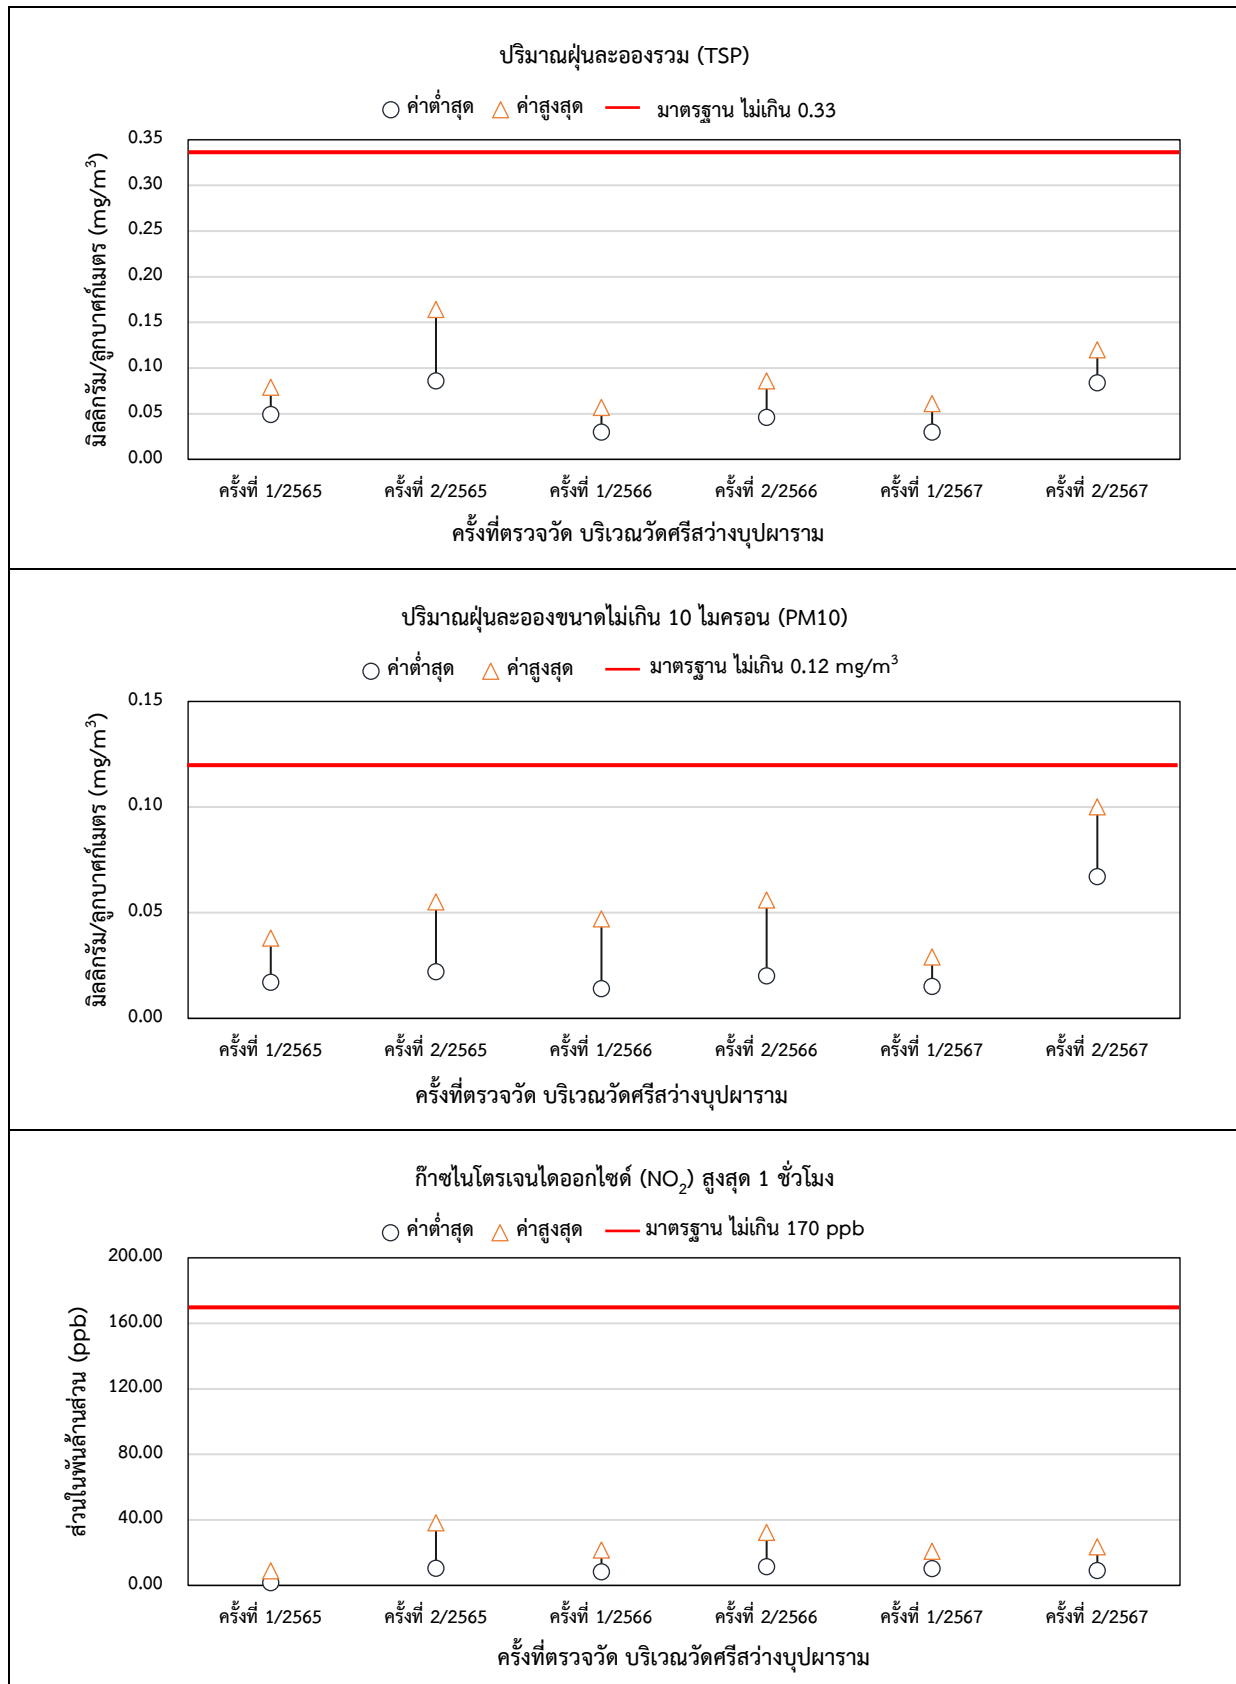 ปริมาณฝุ่นละอองรวม (TSP)
ค่าต่ำสุด ค่าสูงสุด มาตรฐาน ไม่เกิน 0.33
มิลลิกรัม/ลูกบาศก์เมตร (mg/m³)
0.35
0.30
0.25
0.20
0.15
0.10
0.05
0.00
ครั้งที่ 1/2565 ครั้งที่ 2/2565 ครั้งที่ 1/2566 ครั้งที่ 2/2566 ครั้งที่ 1/2567 ครั้งที่ 2/2567
ครั้งที่ตรวจวัด บริเวณวัดศรีสว่างบุปผาราม
ปริมาณฝุ่นละอองขนาดไม่เกิน 10 ไมครอน (PM10)
ค่าต่ำสุด ค่าสูงสุด มาตรฐาน ไม่เกิน 0.12 mg/m³
มิลลิกรัม/ลูกบาศก์เมตร (mg/m³)
0.15
0.10
0.05
0.00
ครั้งที่ 1/2565 ครั้งที่ 2/2565 ครั้งที่ 1/2566 ครั้งที่ 2/2566 ครั้งที่ 1/2567 ครั้งที่ 2/2567
ครั้งที่ตรวจวัด บริเวณวัดศรีสว่างบุปผาราม
ก๊าซไนโตรเจนไดออกไซด์ (NO₂) สูงสุด 1 ชั่วโมง
ค่าต่ำสุด ค่าสูงสุด มาตรฐาน ไม่เกิน 170 ppb
ส่วนในพันล้านส่วน (ppb)
200.00
160.00
120.00
80.00
40.00
0.00
ครั้งที่ 1/2565 ครั้งที่ 2/2565 ครั้งที่ 1/2566 ครั้งที่ 2/2566 ครั้งที่ 1/2567 ครั้งที่ 2/2567
ครั้งที่ตรวจวัด บริเวณวัดศรีสว่างบุปผาราม